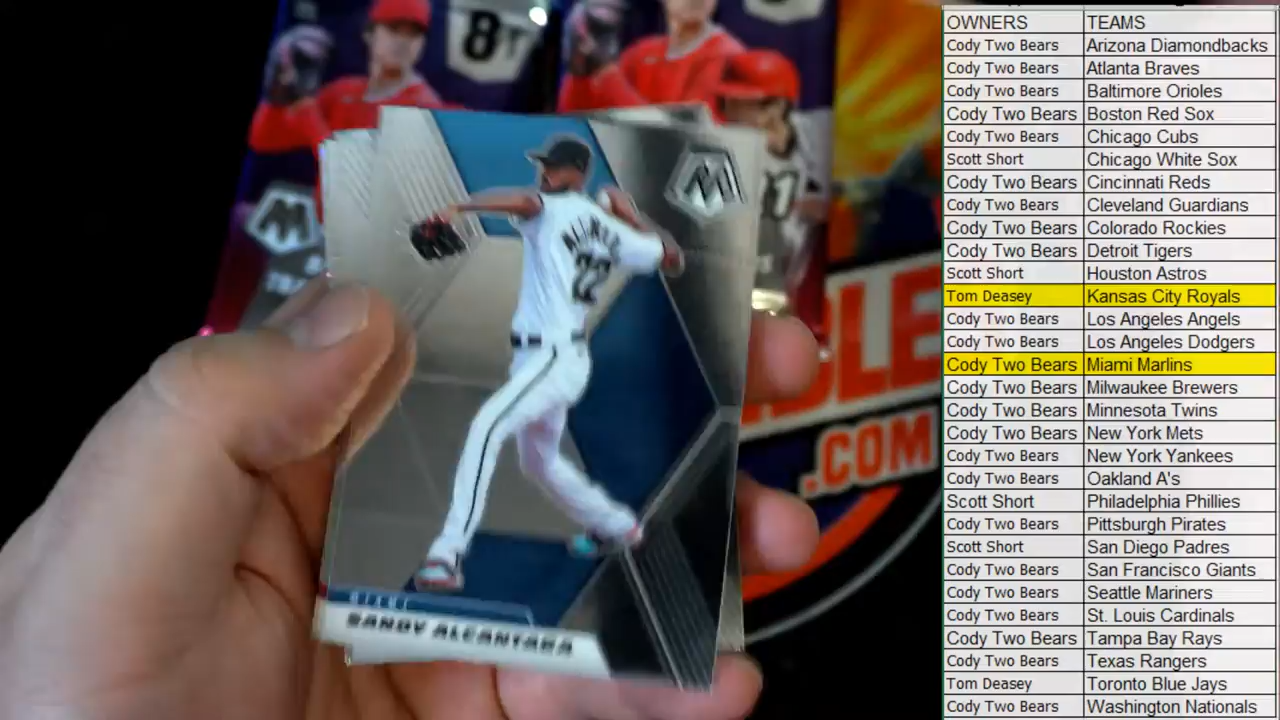 OWNERS TEAMS
Cody Two Bears Arizona Diamondbacks
Cody Two Bears Atlanta Braves
Cody Two Bears Baltimore Orioles
Cody Two Bears Boston Red Sox
Cody Two Bears Chicago Cubs
Scott Short Chicago White Sox
Cody Two Bears Cincinnati Reds
Cody Two Bears Cleveland Guardians
Cody Two Bears Colorado Rockies
Cody Two Bears Detroit Tigers
Scott Short Houston Astros
Tom Deasey Kansas City Royals
Cody Two Bears Los Angeles Angels
Cody Two Bears Los Angeles Dodgers
Cody Two Bears Miami Marlins
Cody Two Bears Milwaukee Brewers
Cody Two Bears Minnesota Twins
Cody Two Bears New York Mets
Cody Two Bears New York Yankees
Cody Two Bears Oakland A's
Scott Short Philadelphia Phillies
Cody Two Bears Pittsburgh Pirates
Scott Short San Diego Padres
Cody Two Bears San Francisco Giants
Cody Two Bears Seattle Mariners
Cody Two Bears St. Louis Cardinals
Cody Two Bears Tampa Bay Rays
Cody Two Bears Texas Rangers
Tom Deasey Toronto Blue Jays
Cody Two Bears Washington Nationals
M
22
SANDY ALCANTARA
.COM